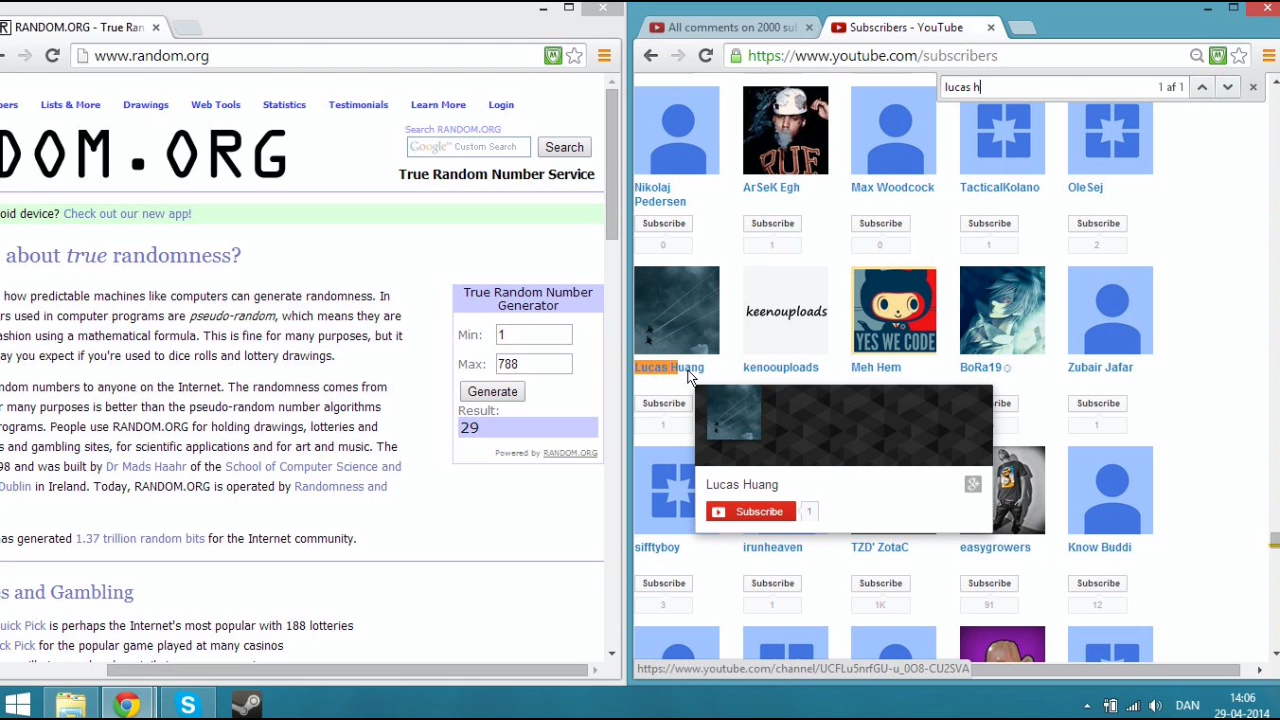 RANDOM.ORG - True Ran
www.random.org
bers
Lists & More
Drawings
Web Tools
Statistics
Testimonials
Learn More
Login
DOM.ORG
Search RANDOM.ORG
Google™ Custom Search
Search
True Random Number Service
oid device? Check out our new app!
about true randomness?
how predictable machines like computers can generate randomness. In
rs used in computer programs are pseudo-random, which means they are
ashion using a mathematical formula. This is fine for many purposes, but it
ay you expect if you're used to dice rolls and lottery drawings.
ndom numbers to anyone on the Internet. The randomness comes from
r many purposes is better than the pseudo-random number algorithms
ograms. People use RANDOM.ORG for holding drawings, lotteries and
and gambling sites, for scientific applications and for art and music. The
98 and was built by Dr Mads Haahr of the School of Computer Science and
Dublin in Ireland. Today, RANDOM.ORG is operated by Randomness and
as generated 1.37 trillion random bits for the Internet community.
es and Gambling
uick Pick is perhaps the Internet's most popular with 188 lotteries
ck Pick for the popular game played at many casinos
True Random Number
Generator
Min: 1
Max: 788
Generate
Result:
29
Powered by RANDOM.ORG
All comments on 2000 su
Subscribers - YouTube
https://www.youtube.com/subscribers
lucas h
1 af 1
RUE
Nikolaj
Pedersen
ArSeK Egh
Max Woodcock
TacticalKolano
OleSej
Subscribe
Subscribe
Subscribe
Subscribe
Subscribe
0
1
0
1
2
keenouploads
YES WE CODE
Lucas Huang
kenoouploads
Meh Hem
BoRa19
Zubair Jafar
Subscribe
ribe
Subscribe
1
1
Lucas Huang
Subscribe
1
sifftyboy
irunheaven
TZD' ZotaC
easygrowers
Know Buddi
Subscribe
Subscribe
Subscribe
Subscribe
Subscribe
3
1
1K
91
12
https://www.youtube.com/channel/UCFLu5nrfGU-u_0O8-CU2SVA
DAN
14:06
29-04-2014